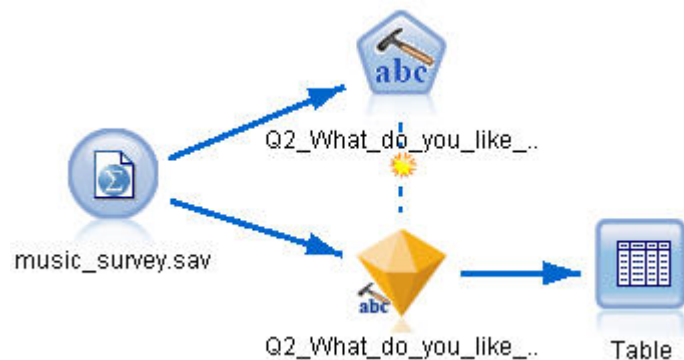 abc
Q2_What_do_you_like_..
music_survey.sav
abc
Q2_What_do_you_like_..
Table